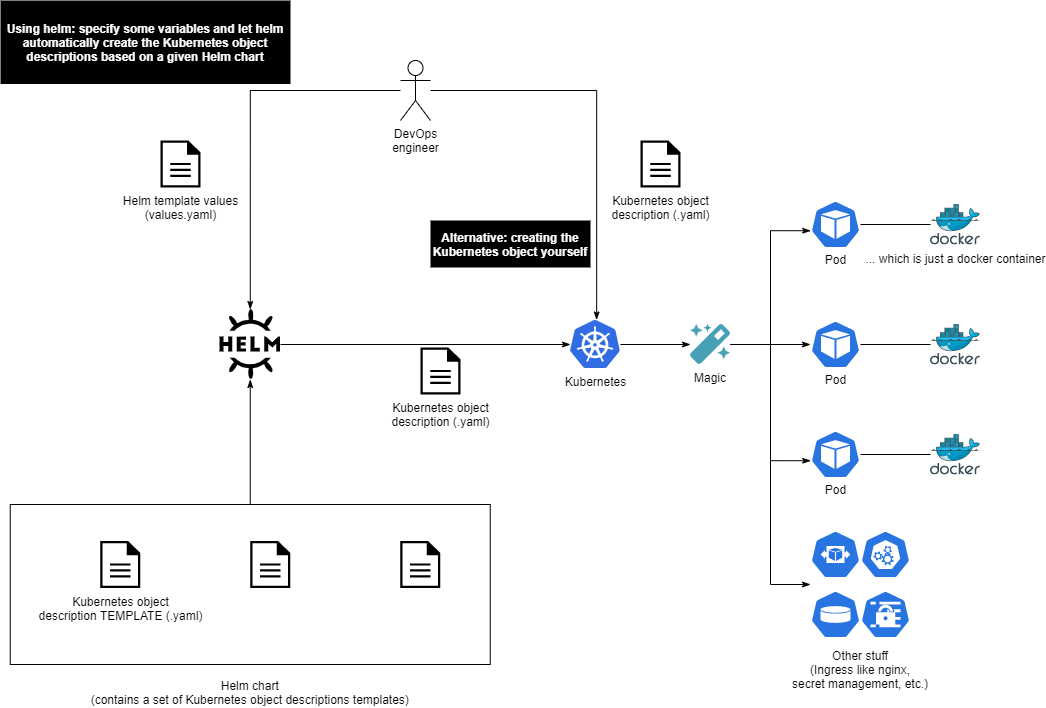 Using helm: specify some variables and let helm
automatically create the Kubernetes object
descriptions based on a given Helm chart
DevOps
engineer
Helm template values
(values.yaml)
Kubernetes object
description (.yaml)
Alternative: creating the
Kubernetes object yourself
docker
Pod
... which is just a docker container
HELM
Kubernetes
Magic
docker
Pod
Kubernetes object
description (.yaml)
docker
Pod
Kubernetes object
description TEMPLATE (.yaml)
Helm chart
(contains a set of Kubernetes object descriptions templates)
Other stuff
(Ingress like nginx,
secret management, etc.)